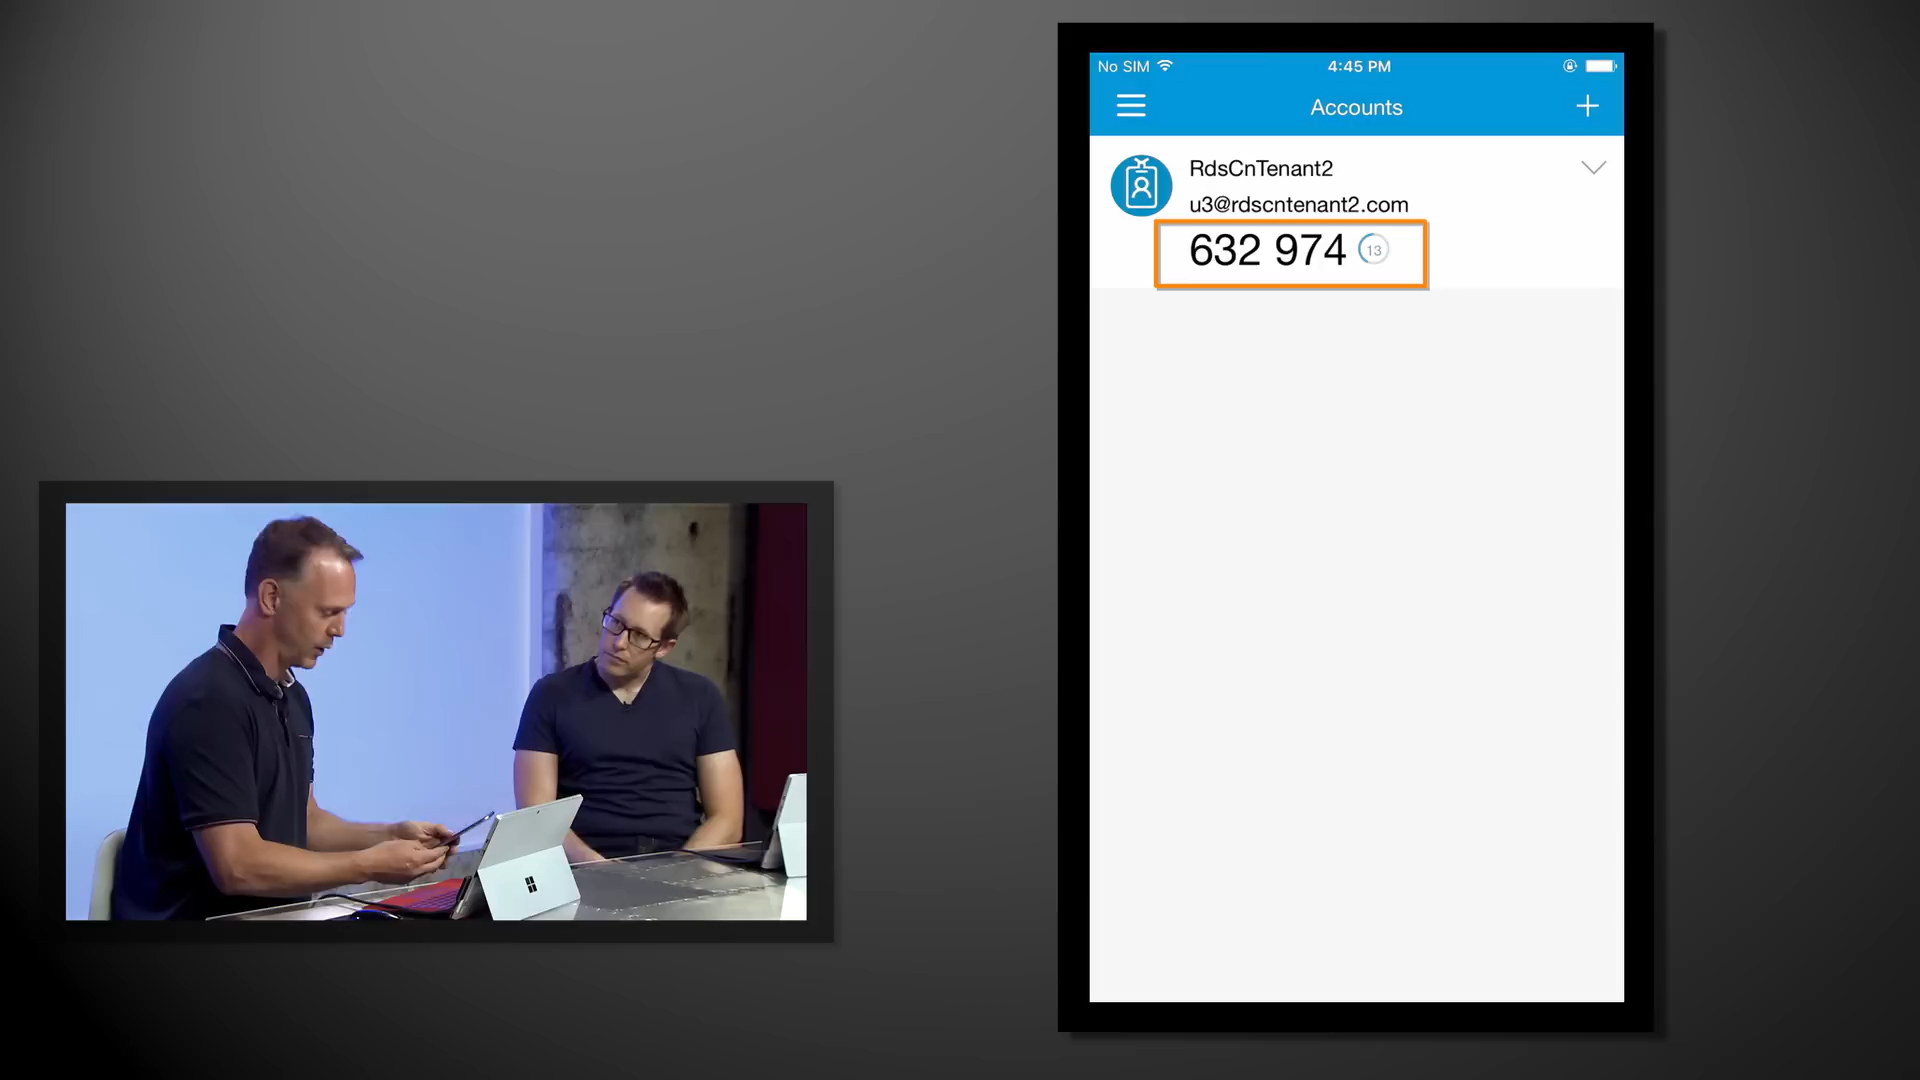 No SIM 4:45 PM
Accounts
RdsCnTenant2
u3@rdscntenant2.com
632 974 13